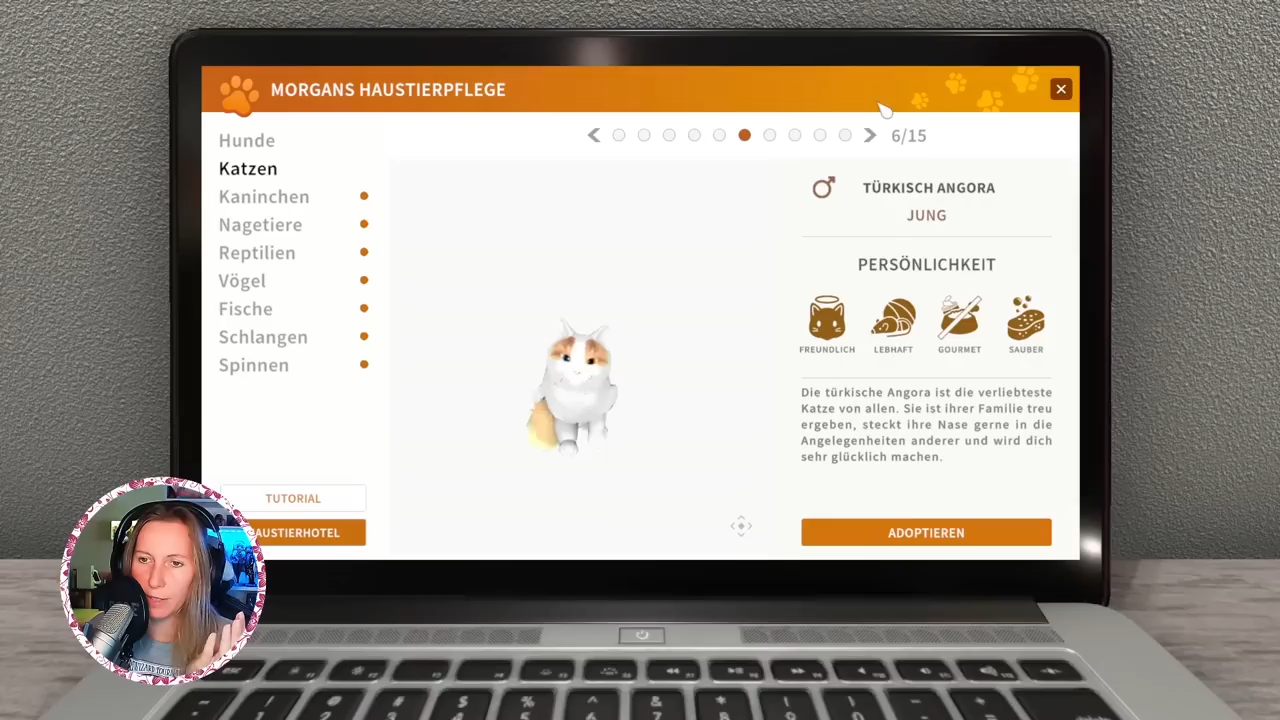 MORGANS HAUSTIERPFLEGE
Hunde
Katzen
Kaninchen
Nagetiere
Reptilien
Vögel
Fische
Schlangen
Spinnen
TUTORIAL
AUSTIERHOTEL
6/15
TÜRKISCH ANGORA
JUNG
PERSÖNLICHKEIT
FREUNDLICH LEBHAFT GOURMET SAUBER
Die türkische Angora ist die verliebteste
Katze von allen. Sie ist ihrer Familie treu
ergeben, steckt ihre Nase gerne in die
Angelegenheiten anderer und wird dich
sehr glücklich machen.
ADOPTIEREN